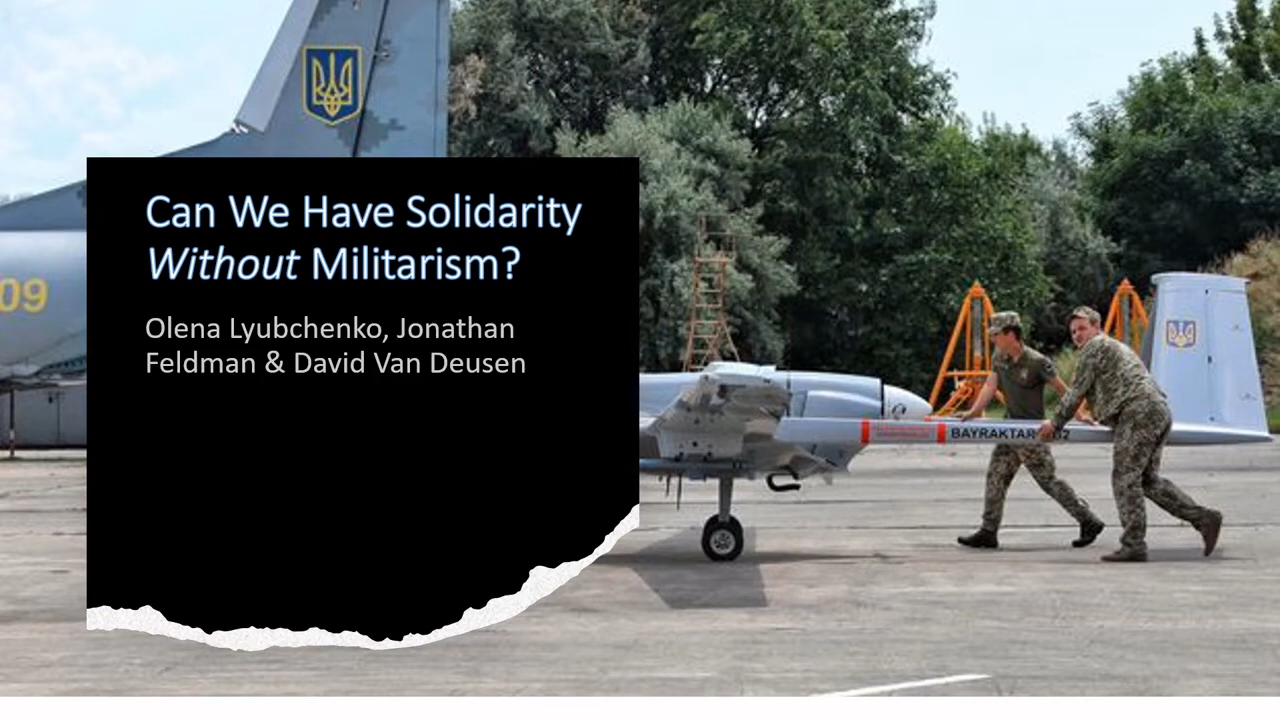 Can We Have Solidarity
Without Militarism?
Olena Lyubchenko, Jonathan
Feldman & David Van Deusen
09
BAYRAKTAR